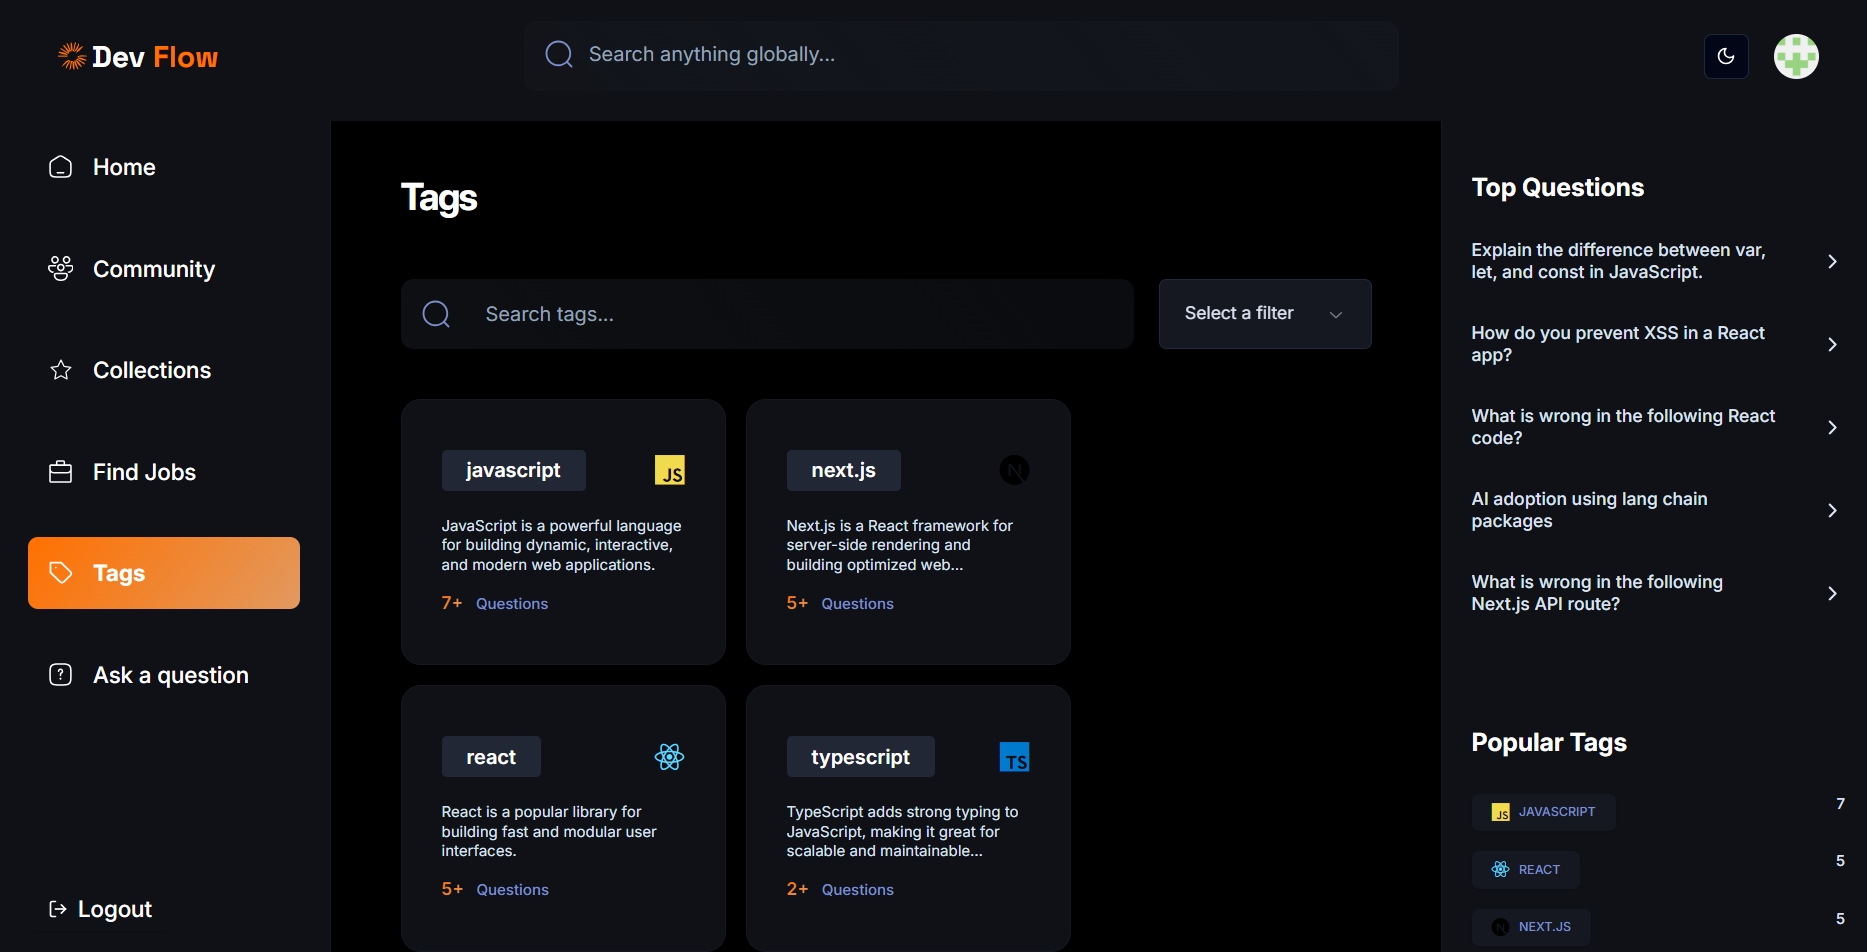 Dev Flow
Search anything globally...
Home
Community
Collections
Find Jobs
Tags
Ask a question
Logout
Tags
Search tags...
Select a filter
javascript
JS
JavaScript is a powerful language
for building dynamic, interactive,
and modern web applications.
7+ Questions
next.js
N
Next.js is a React framework for
server-side rendering and
building optimized web...
5+ Questions
react
React is a popular library for
building fast and modular user
interfaces.
5+ Questions
typescript
TS
TypeScript adds strong typing to
JavaScript, making it great for
scalable and maintainable...
2+ Questions
Top Questions
Explain the difference between var,
let, and const in JavaScript.
How do you prevent XSS in a React
app?
What is wrong in the following React
code?
AI adoption using lang chain
packages
What is wrong in the following
Next.js API route?
Popular Tags
JS JAVASCRIPT 7
REACT 5
N NEXT.JS 5